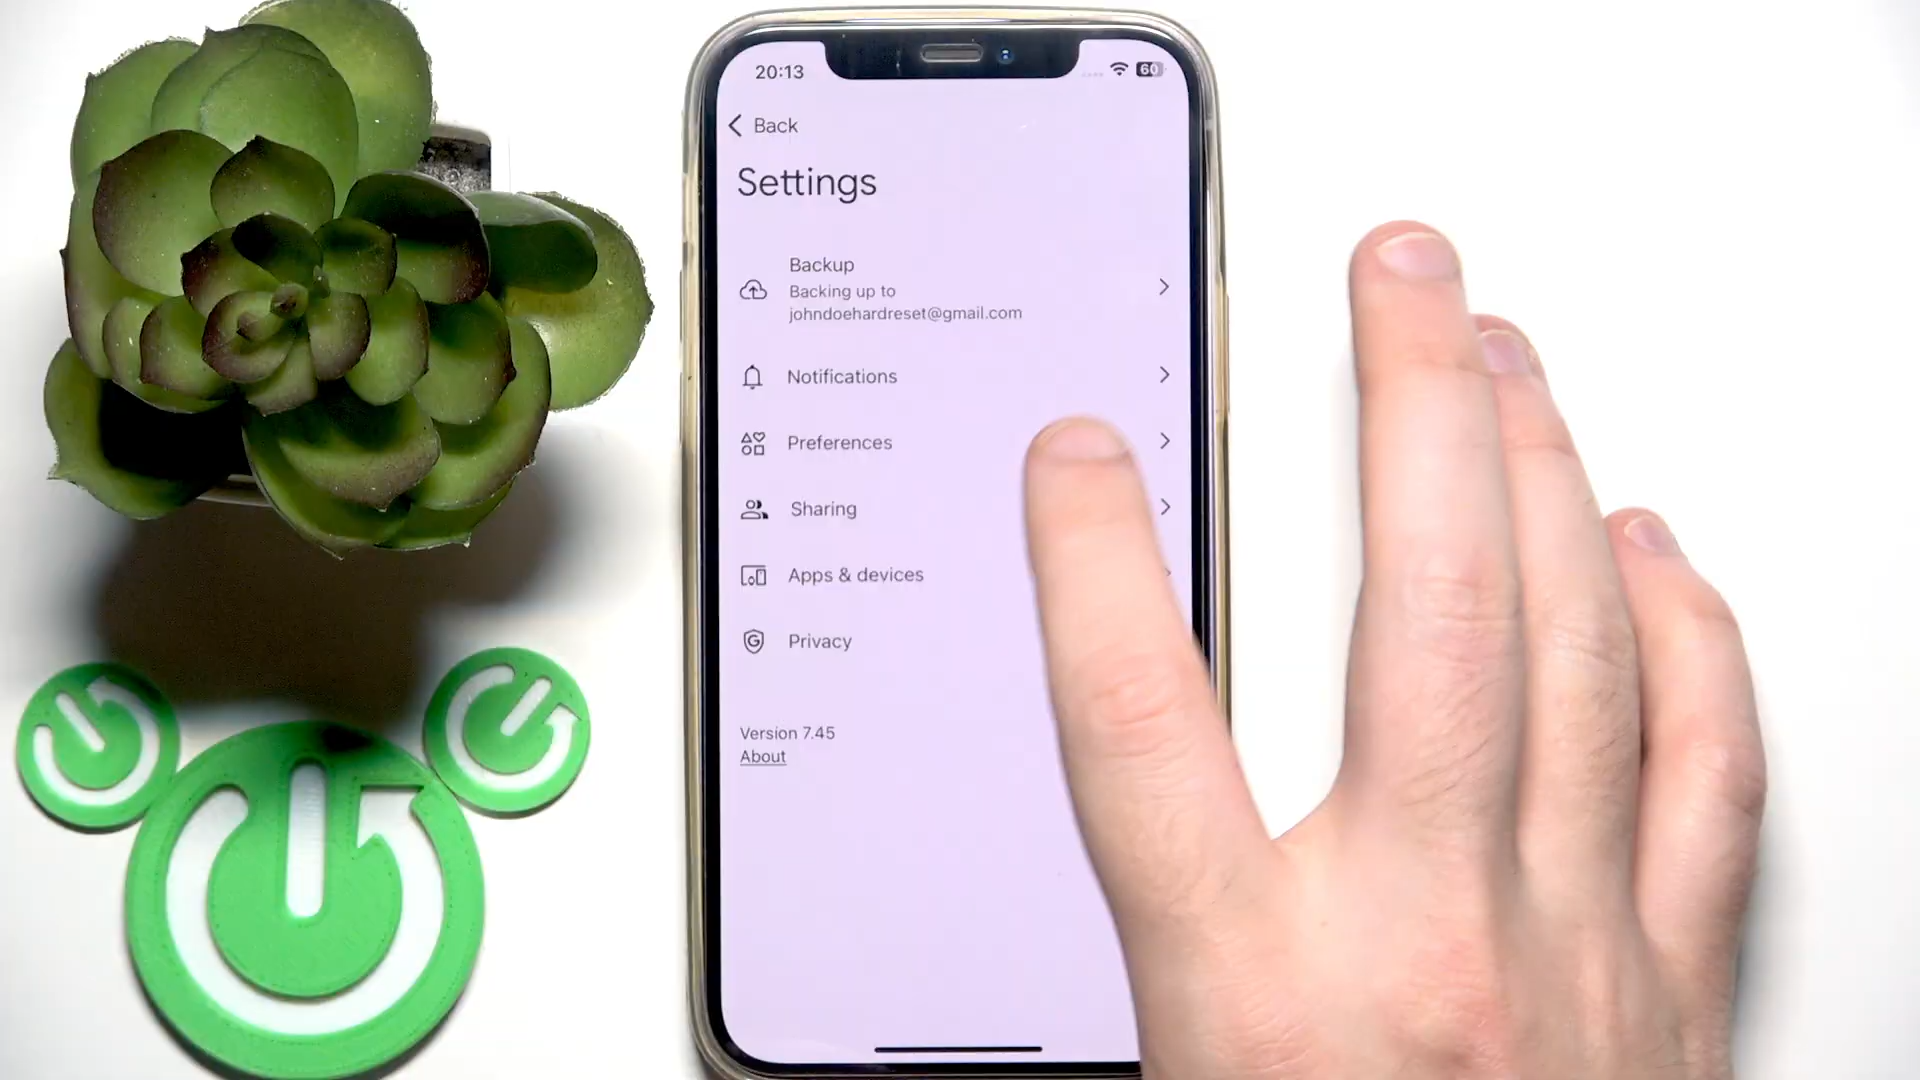 20:13
60
Back
Settings
Backup
Backing up to
johndoehardreset@gmail.com
Notifications
Preferences
Sharing
Apps & devices
Privacy
Version 7.45
About